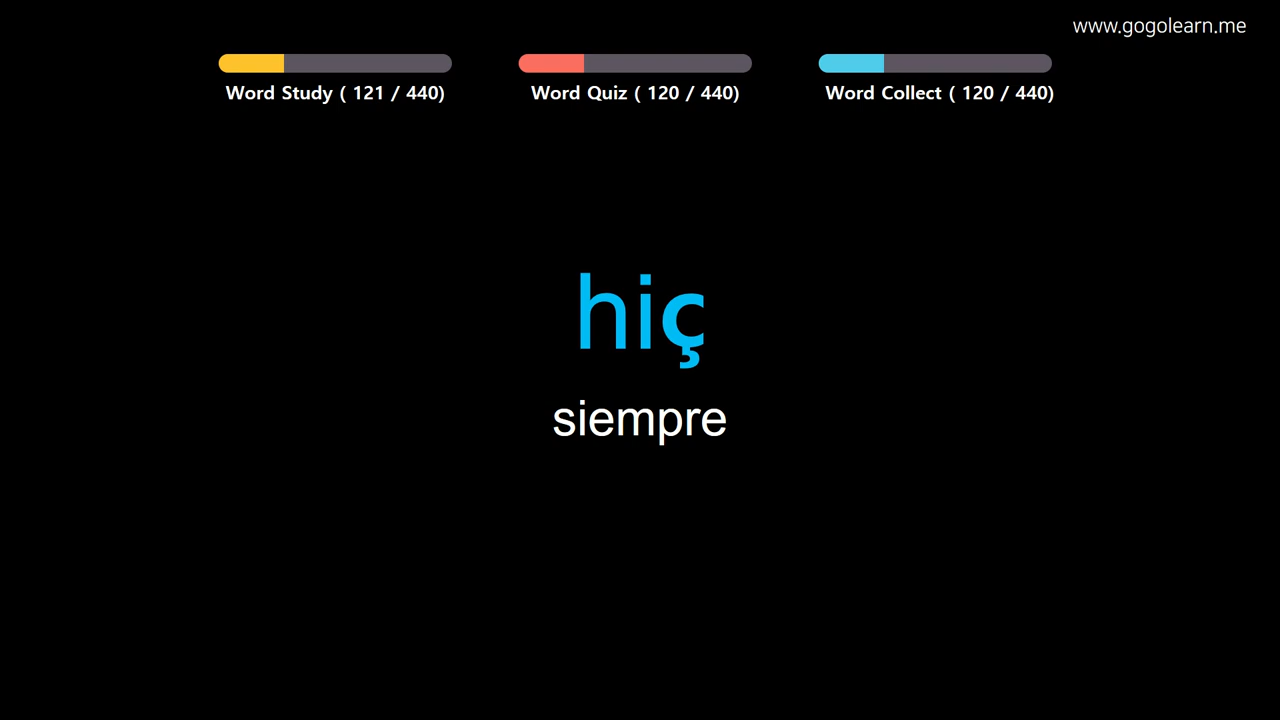 www.gogolearn.me
Word Study ( 121 / 440)
Word Quiz ( 120 / 440)
Word Collect ( 120 / 440)
hiç
siempre